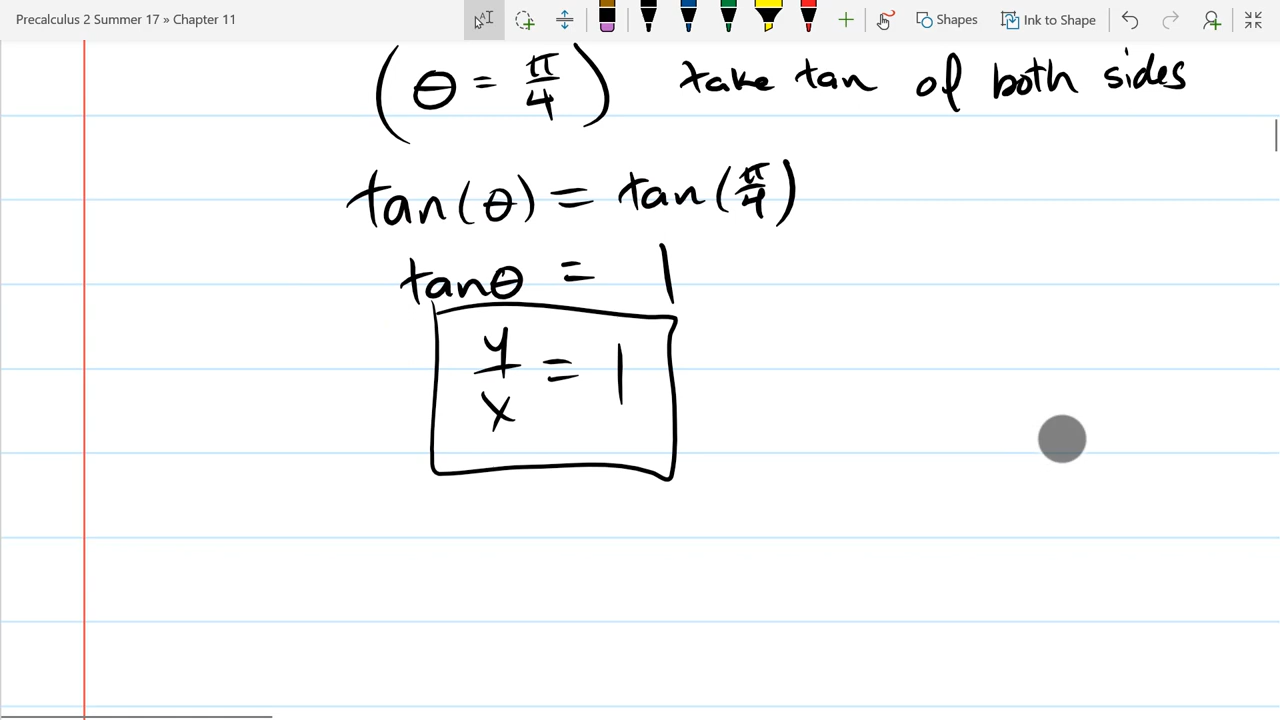 Precalculus 2 Summer 17 » Chapter 11
Shapes
Ink to Shape
(θ = π/4) take tan of both sides
tan(θ) = tan(π/4)
tanθ = 1
y/x = 1